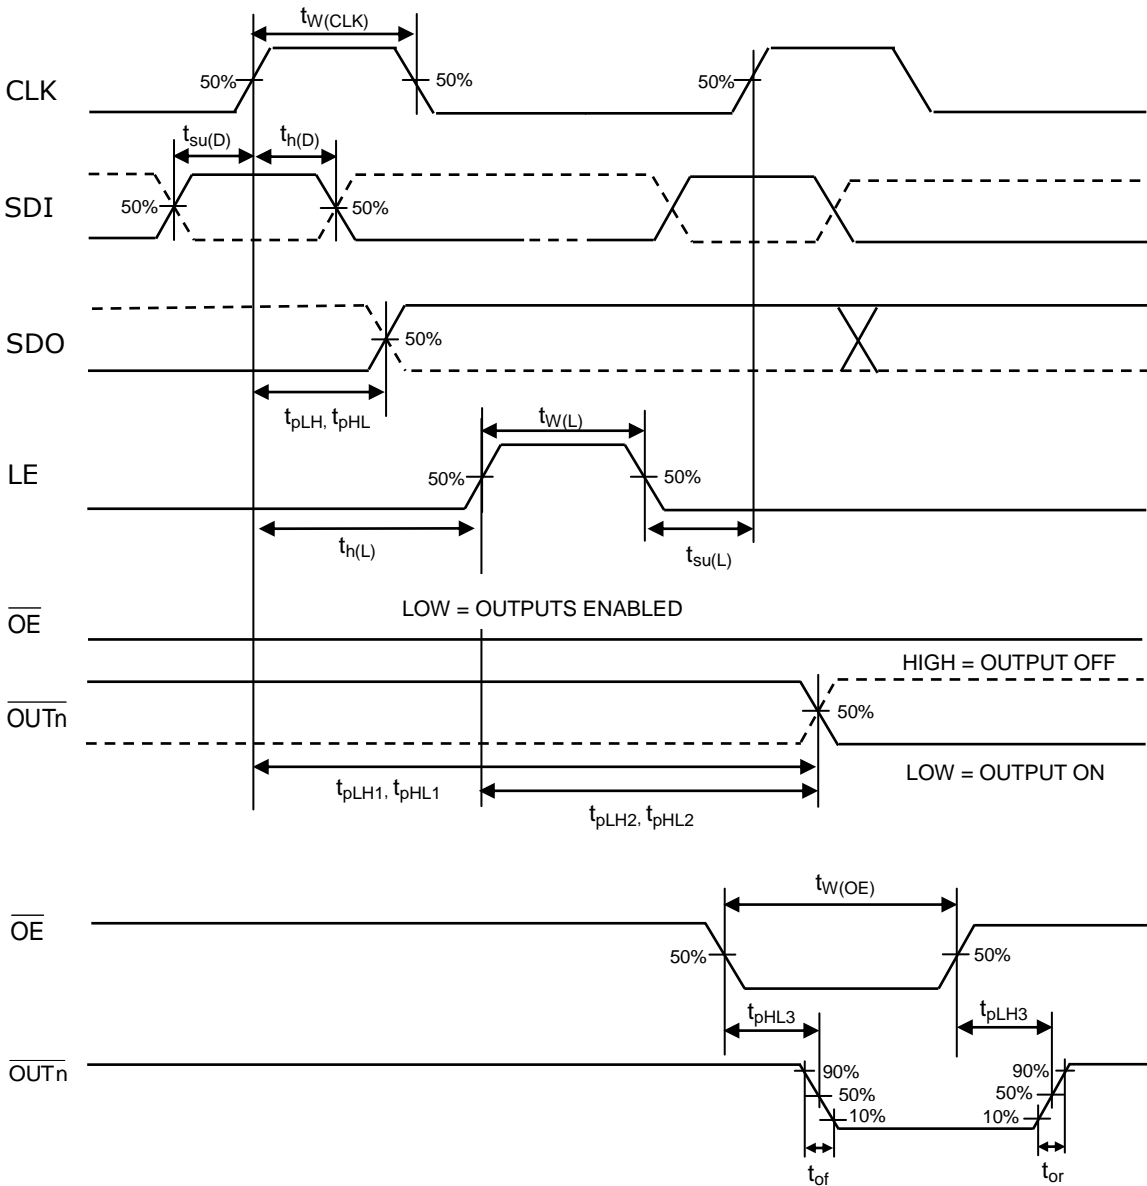 tW(CLK)
CLK
50%
50%
50%
tsu(D)
th(D)
SDI
50%
50%
SDO
50%
tpLH, tpHL
tW(L)
LE
50%
50%
th(L)
tsu(L)
OE
LOW = OUTPUTS ENABLED
HIGH = OUTPUT OFF
OUTn
50%
LOW = OUTPUT ON
tpLH1, tpHL1
tpLH2, tpHL2
tW(OE)
OE
50%
50%
tpHL3
tpLH3
OUTn
90%
90%
50%
50%
10%
10%
tof
tor